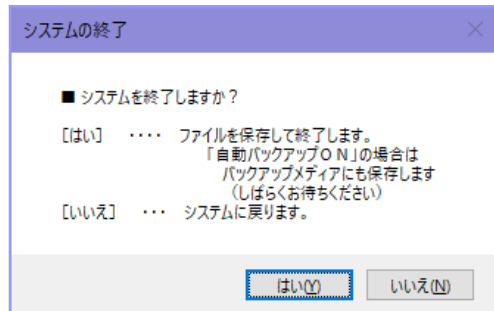 システムの終了
■ システムを終了しますか？
[はい] ････ ファイルを保存して終了します。
「自動バックアップＯＮ」の場合は
バックアップメディアにも保存します
（しばらくお待ちください）
[いいえ] ･･･ システムに戻ります。
はい(Y) いいえ(N)